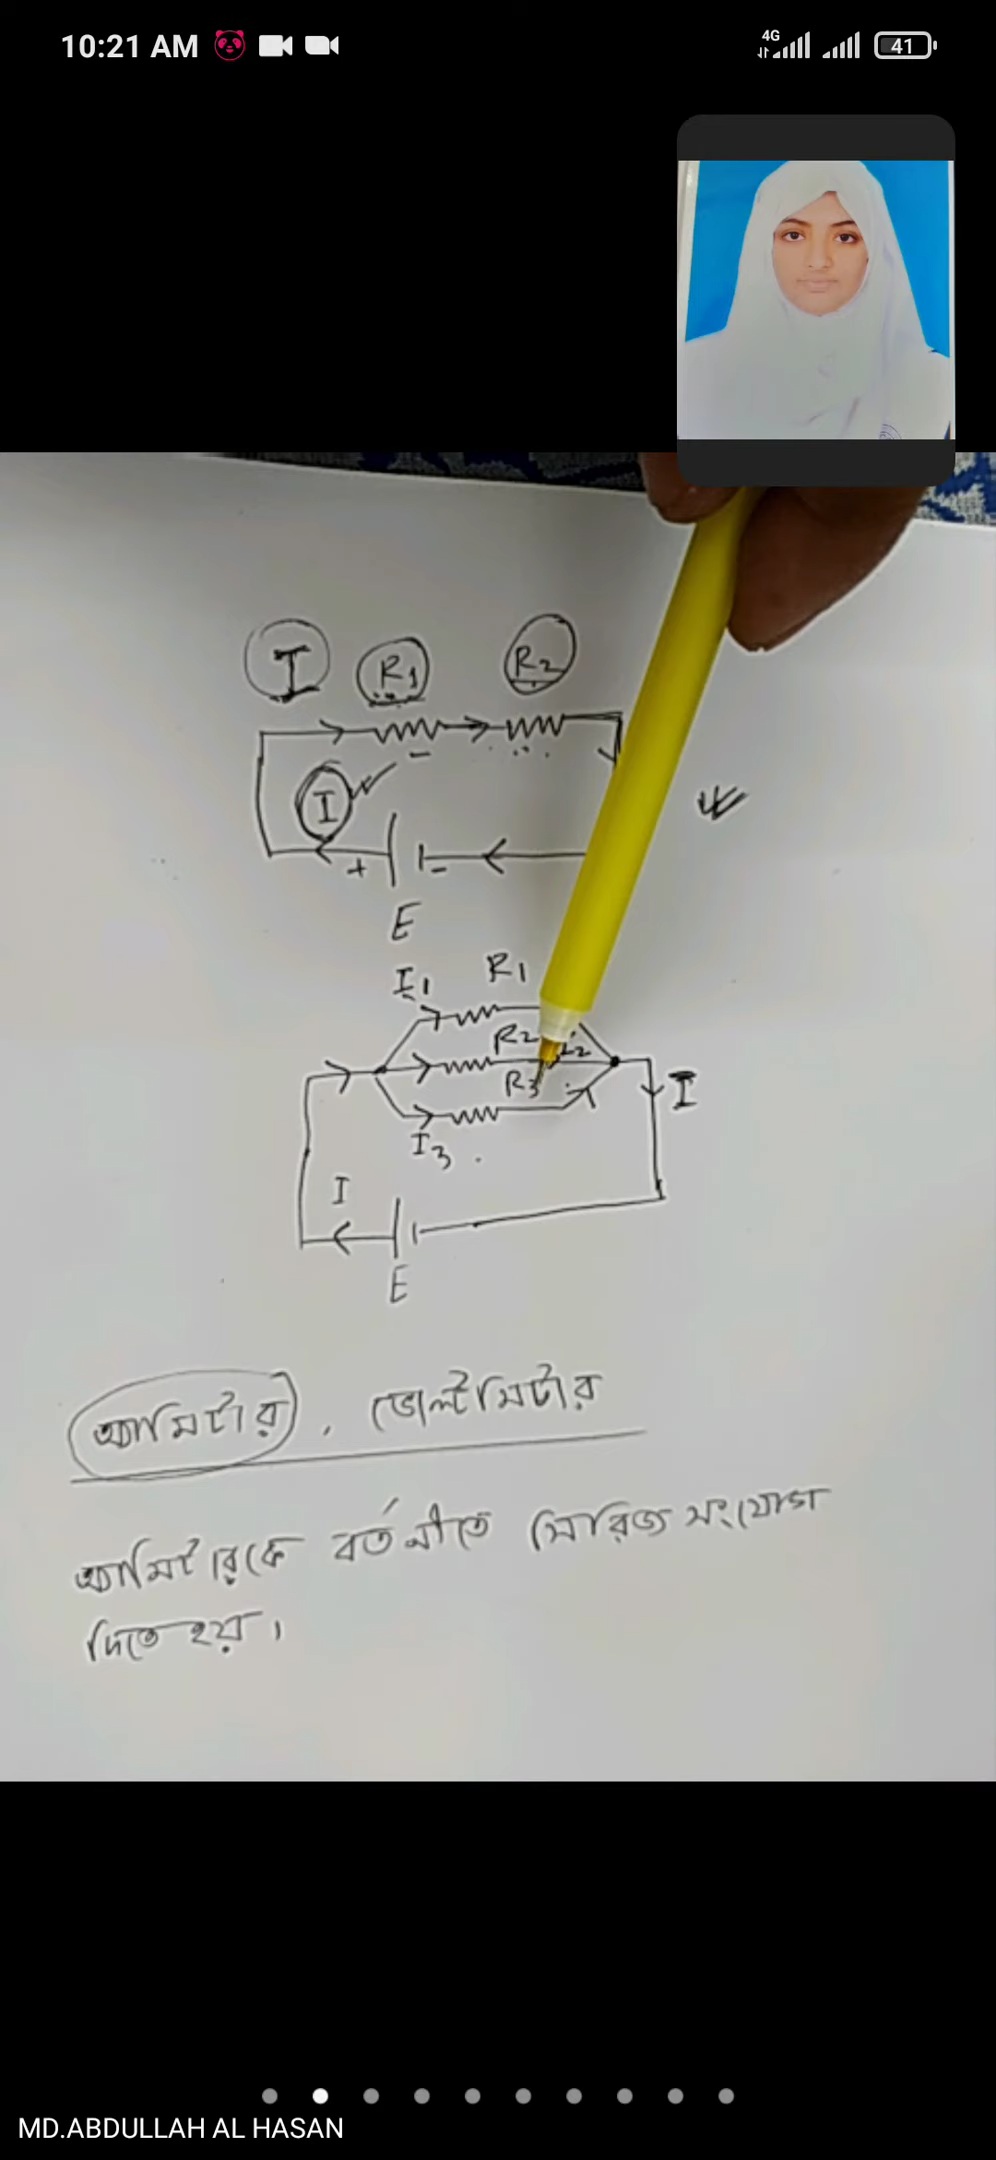 10:21 AM
4G
41
I R1 R2
I
+ -
E
I1 R1
R2 I2
R3
I
I3
I
E
অ্যামিটার, ভোল্টমিটার
অ্যামিটারকে বর্তনীতে সিরিজ সংযোগ
দিতে হয়।
MD.ABDULLAH AL HASAN